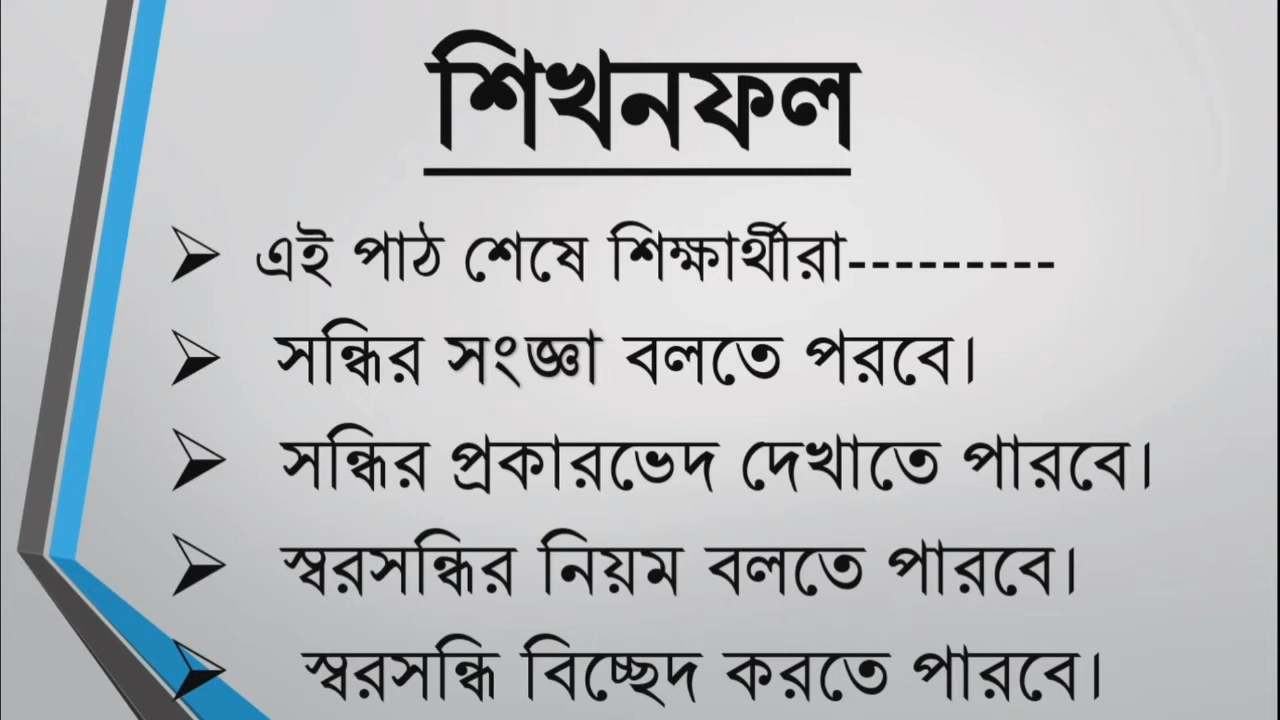 শিখনফল
এই পাঠ শেষে শিক্ষার্থীরা---------
সন্ধির সংজ্ঞা বলতে পরবে।
সন্ধির প্রকারভেদ দেখাতে পারবে।
স্বরসন্ধির নিয়ম বলতে পারবে।
স্বরসন্ধি বিচ্ছেদ করতে পারবে।